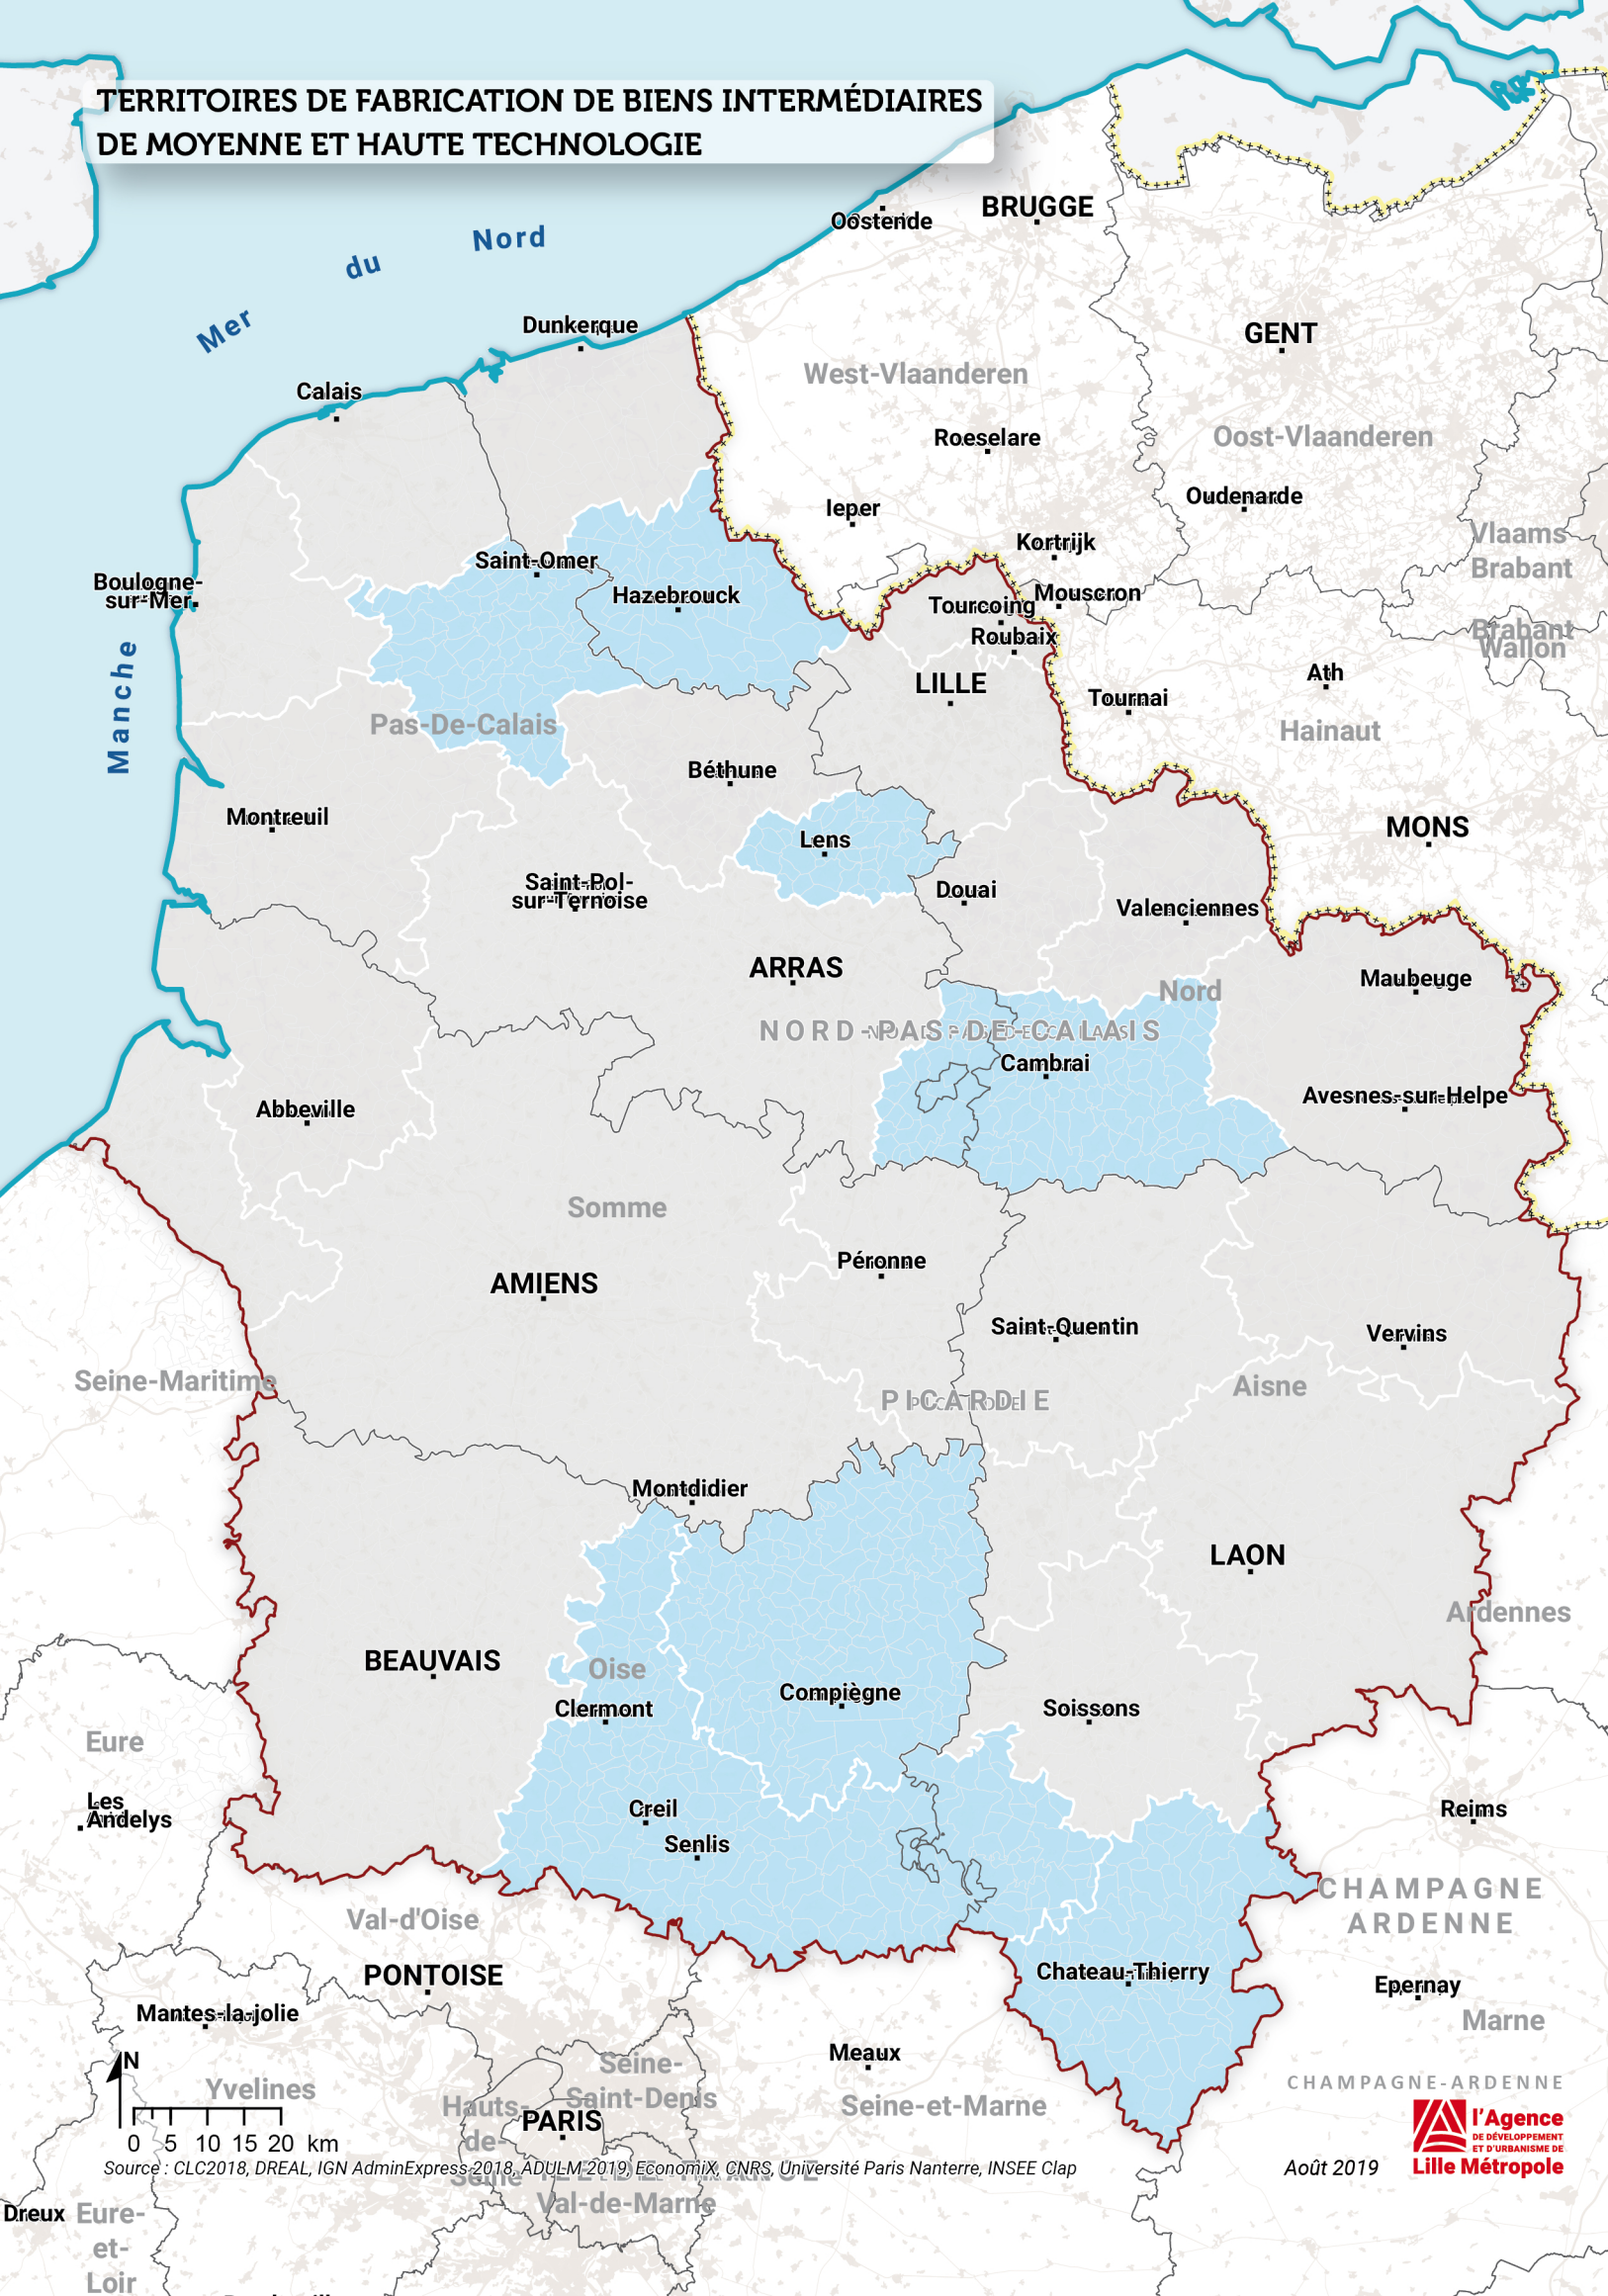 TERRITOIRES DE FABRICATION DE BIENS INTERMÉDIAIRES
DE MOYENNE ET HAUTE TECHNOLOGIE
Mer du Nord
Oostende
BRUGGE
Dunkerque
GENT
Calais
West-Vlaanderen
Roeselare
Oost-Vlaanderen
Ieper
Oudenarde
Vlaams
Brabant
Kortrijk
Saint-Omer
Boulogne-
sur-Mer
Hazebrouck
Mouscron
Tourcoing
Roubaix
Brabant
Wallon
Manche
LILLE
Ath
Tournai
Hainaut
Pas-De-Calais
Béthune
Montreuil
Lens
MONS
Saint-Pol-
sur-Ternoise
Douai
Valenciennes
ARRAS
Maubeuge
Nord
NORD-PAS-DE-CALAIS
Cambrai
Abbeville
Avesnes-sur-Helpe
Somme
Péronne
AMIENS
Saint-Quentin
Vervins
Seine-Maritime
Aisne
PICARDIE
Montdidier
LAON
Ardennes
BEAUVAIS
Oise
Compiègne
Clermont
Soissons
Eure
Les
Andelys
Creil
Reims
Senlis
CHAMPAGNE
ARDENNE
Val-d'Oise
PONTOISE
Chateau-Thierry
Epernay
Mantes-la-jolie
Marne
Meaux
N
Seine-
Saint-Denis
Yvelines
CHAMPAGNE-ARDENNE
Hauts-
de-
Seine
PARIS
Seine-et-Marne
0 5 10 15 20 km
l'Agence
DE DÉVELOPPEMENT
ET D'URBANISME DE
Lille Métropole
Source : CLC2018, DREAL, IGN AdminExpress 2018, ADULM 2019, EconomiX, CNRS, Université Paris Nanterre, INSEE Clap
Août 2019
Val-de-Marne
Dreux
Eure-
et-
Loir